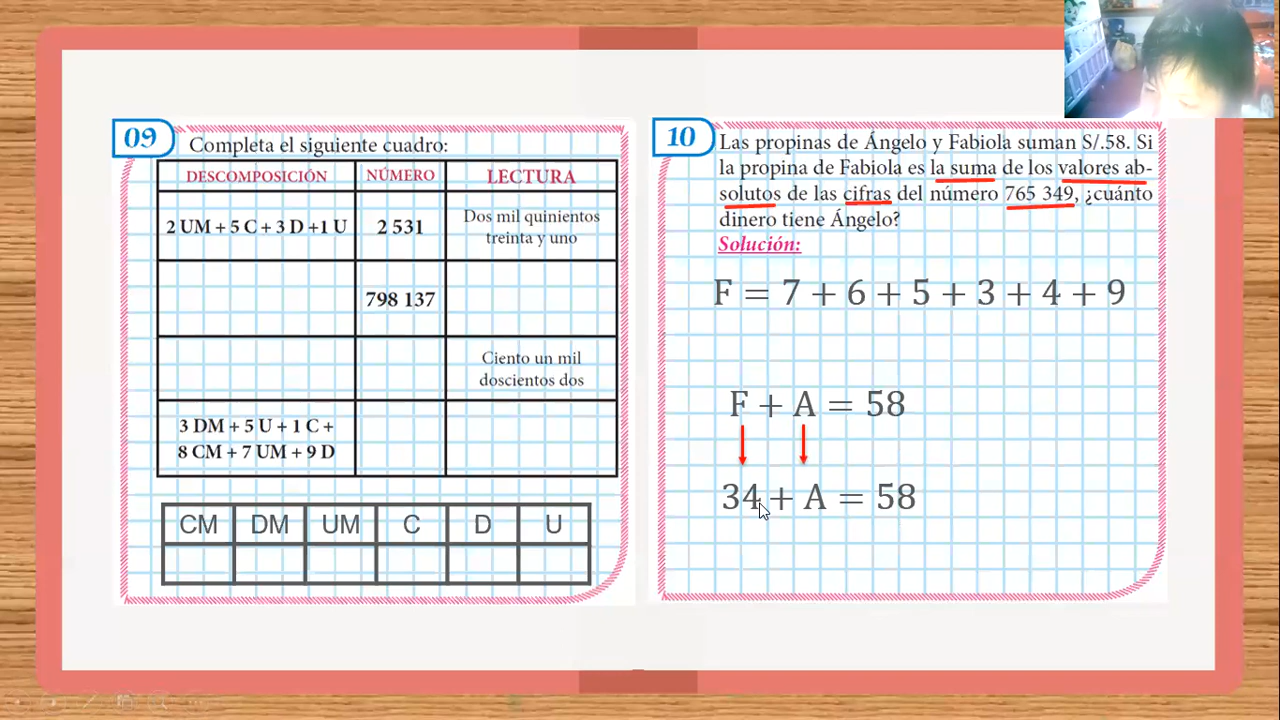 09
Completa el siguiente cuadro:
DESCOMPOSICIÓN NÚMERO LECTURA
2 UM + 5 C + 3 D +1 U 2 531 Dos mil quinientos
treinta y uno
798 137
Ciento un mil
doscientos dos
3 DM + 5 U + 1 C +
8 CM + 7 UM + 9 D
CM DM UM C D U
10
Las propinas de Ángelo y Fabiola suman S/.58. Si
la propina de Fabiola es la suma de los valores ab-
solutos de las cifras del número 765 349, ¿cuánto
dinero tiene Ángelo?
Solución:
F = 7 + 6 + 5 + 3 + 4 + 9
F + A = 58
34 + A = 58